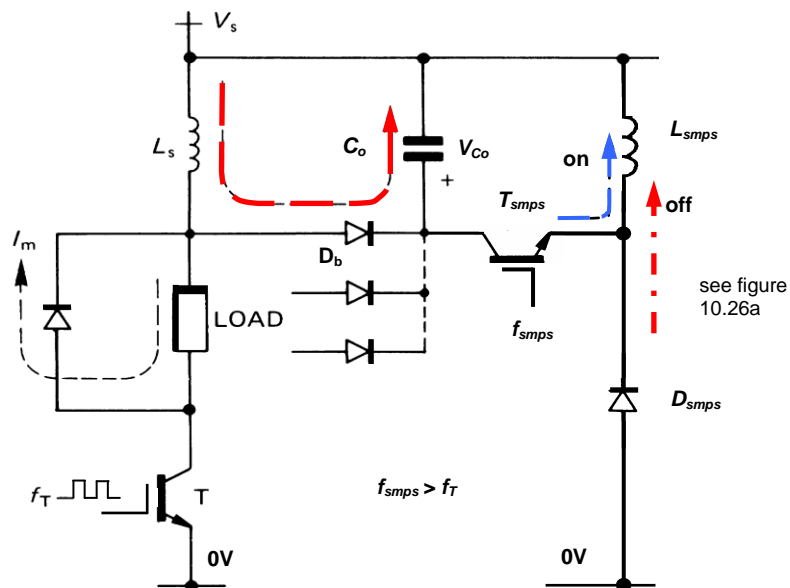 Vs
Ls
Co
VCo
+
Lsmps
on
Tsmps
off
Im
Db
LOAD
fsmps
see figure
10.26a
Dsmps
fT
T
fsmps > fT
0V
0V